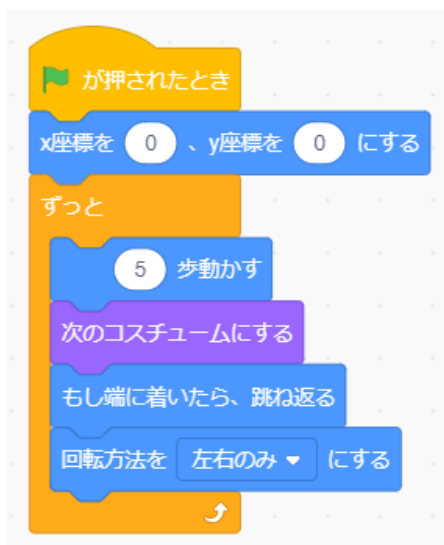 が押されたとき
x座標を 0 、y座標を 0 にする
ずっと
5 歩動かす
次のコスチュームにする
もし端に着いたら、跳ね返る
回転方法を 左右のみ にする